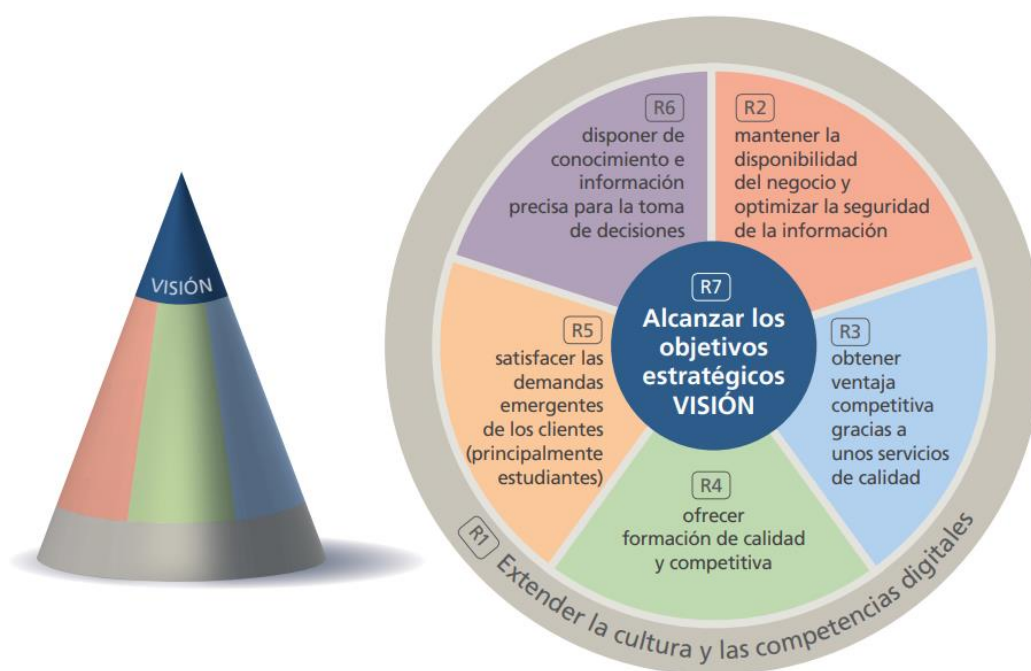 VISIÓN
R6
disponer de
conocimiento e
información
precisa para la toma
de decisiones
R2
mantener la
disponibilidad
del negocio y
optimizar la seguridad
de la información
R7
Alcanzar los
objetivos
estratégicos
VISIÓN
R5
satisfacer las
demandas
emergentes
de los clientes
(principalmente
estudiantes)
R3
obtener
ventaja
competitiva
gracias a
unos servicios
de calidad
R4
ofrecer
formación de calidad
y competitiva
R1 Extender la cultura y las competencias digitales